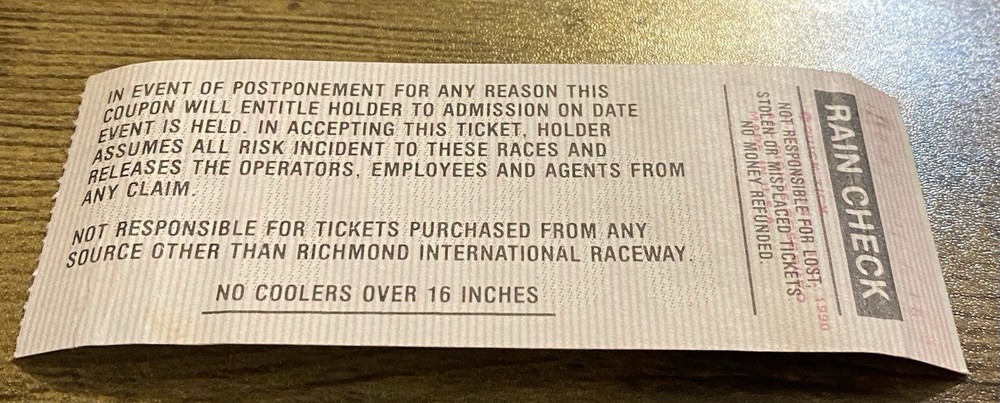 IN EVENT OF POSTPONEMENT FOR ANY REASON THIS
COUPON WILL ENTITLE HOLDER TO ADMISSION ON DATE
EVENT IS HELD. IN ACCEPTING THIS TICKET, HOLDER
ASSUMES ALL RISK INCIDENT TO THESE RACES AND
RELEASES THE OPERATORS, EMPLOYEES AND AGENTS FROM
ANY CLAIM.
NOT RESPONSIBLE FOR TICKETS PURCHASED FROM ANY
SOURCE OTHER THAN RICHMOND INTERNATIONAL RACEWAY.
NO COOLERS OVER 16 INCHES
RAIN CHECK
NOT RESPONSIBLE FOR LOST,
STOLEN OR MISPLACED TICKETS
NO MONEY REFUNDED.
1990